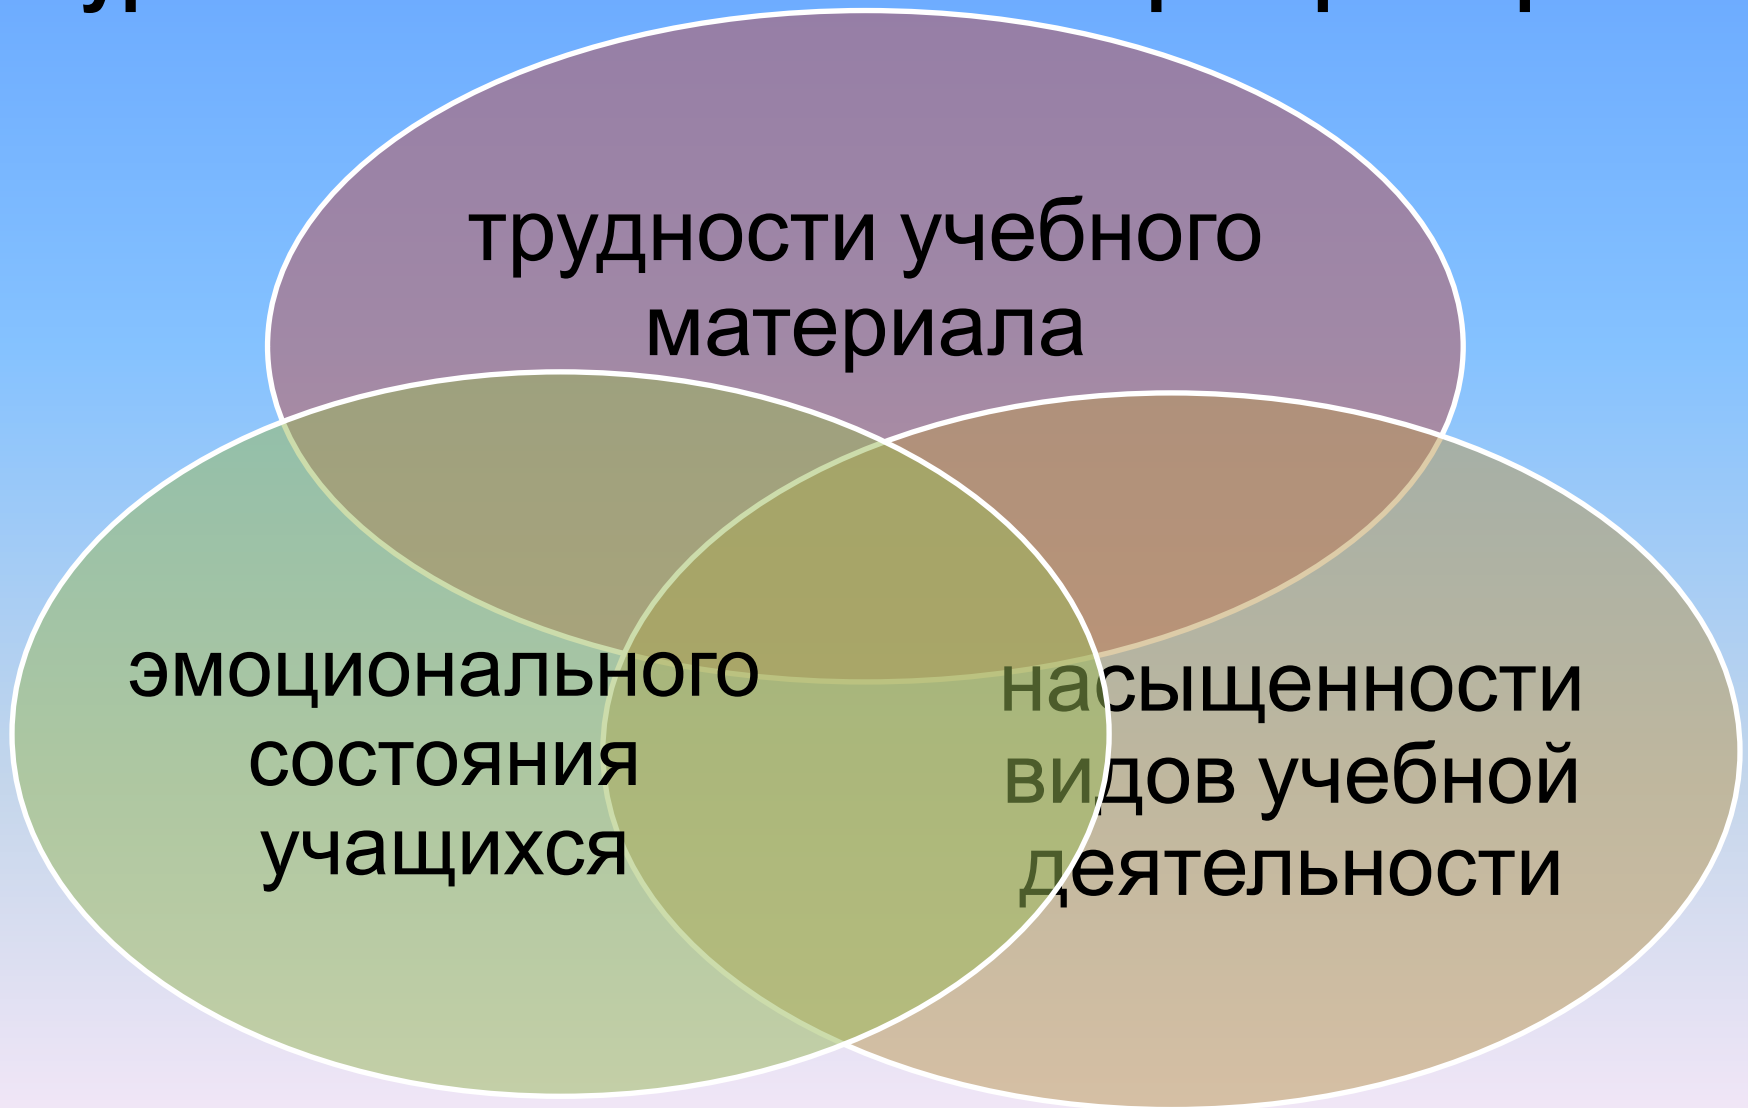 трудности учебного
материала
эмоционального
состояния
учащихся
насыщенности
видов учебной
деятельности